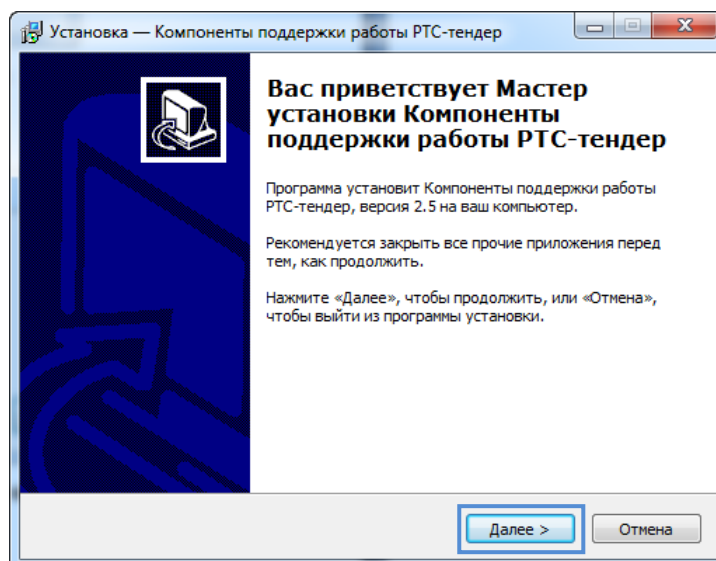 Установка — Компоненты поддержки работы РТС-тендер
Вас приветствует Мастер
установки Компоненты
поддержки работы РТС-тендер
Программа установит Компоненты поддержки работы
РТС-тендер, версия 2.5 на ваш компьютер.
Рекомендуется закрыть все прочие приложения перед
тем, как продолжить.
Нажмите «Далее», чтобы продолжить, или «Отмена»,
чтобы выйти из программы установки.
Далее >
Отмена